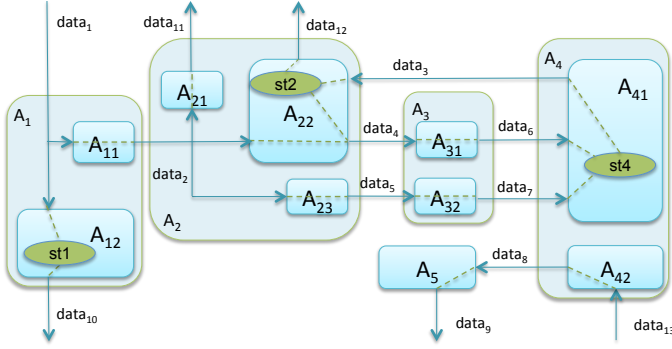 data₁
data₁₁
data₁₂
A₂₁
st2
A₂₂
data₃
A₄
A₄₁
A₁
A₁₁
data₂
data₄
A₃
A₃₁
data₆
st4
A₂₃
data₅
A₃₂
data₇
A₂
A₁₂
st1
A₅
data₈
A₄₂
data₁₀
data₉
data₁₃